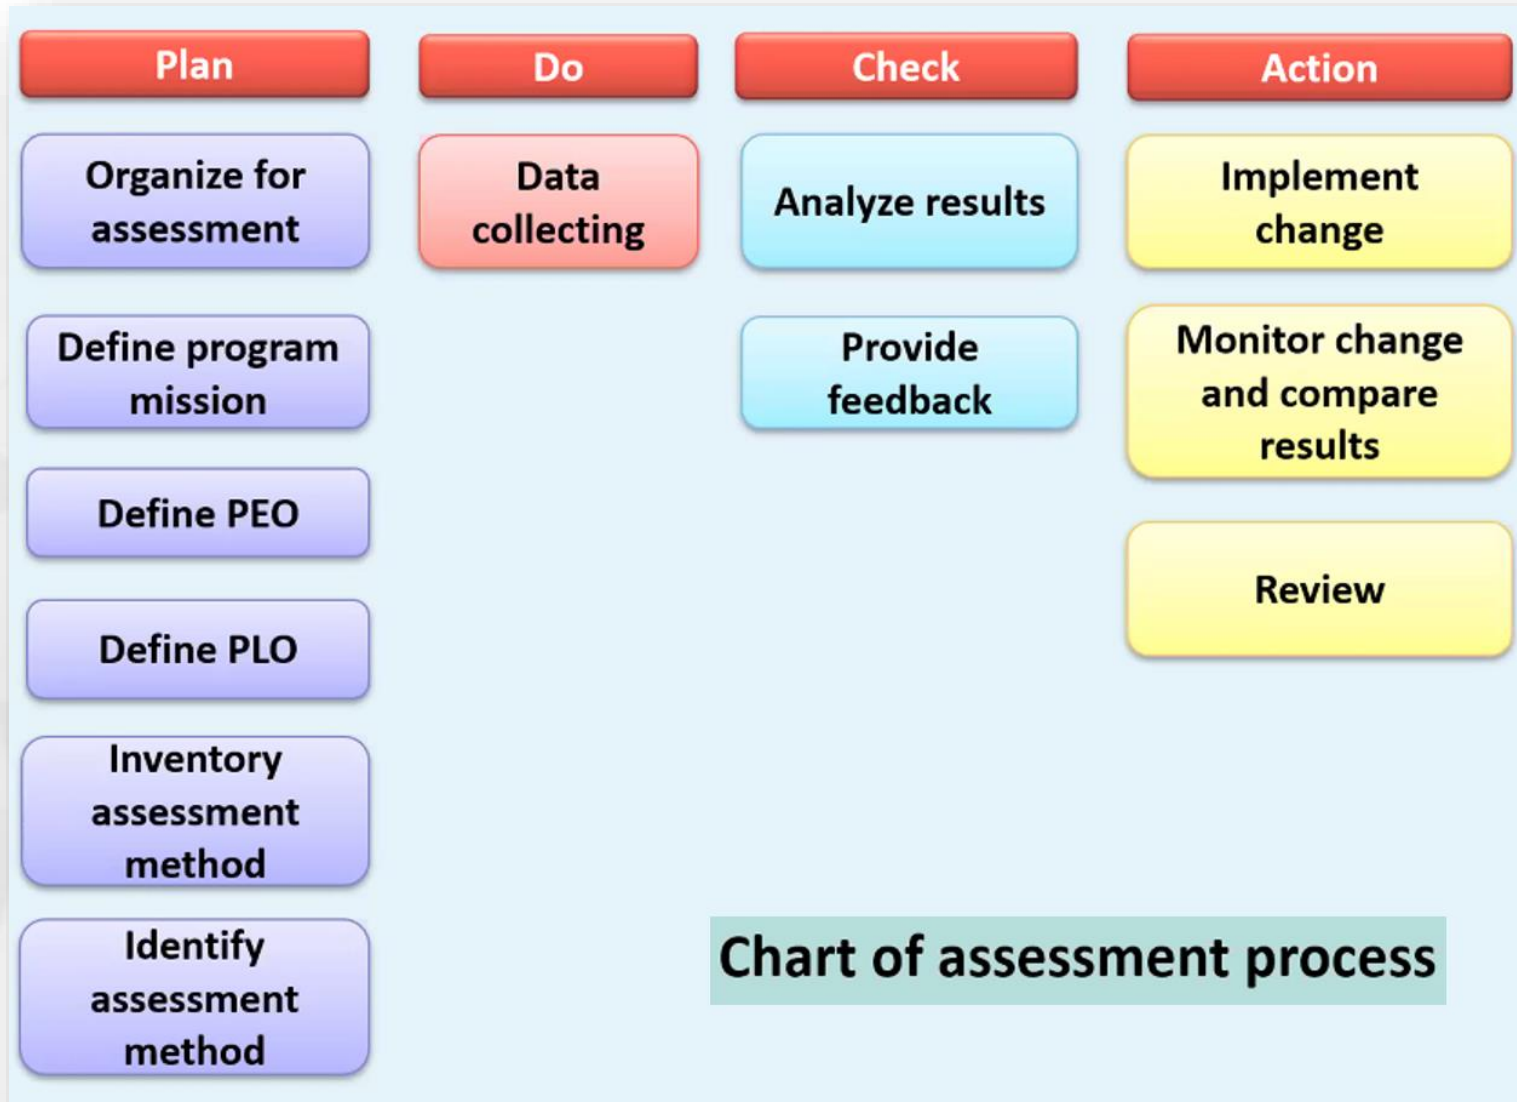 Plan
Organize for
assessment
Define program
mission
Define PEO
Define PLO
Inventory
assessment
method
Identify
assessment
method
Do
Data
collecting
Check
Analyze results
Provide
feedback
Action
Implement
change
Monitor change
and compare
results
Review
Chart of assessment process